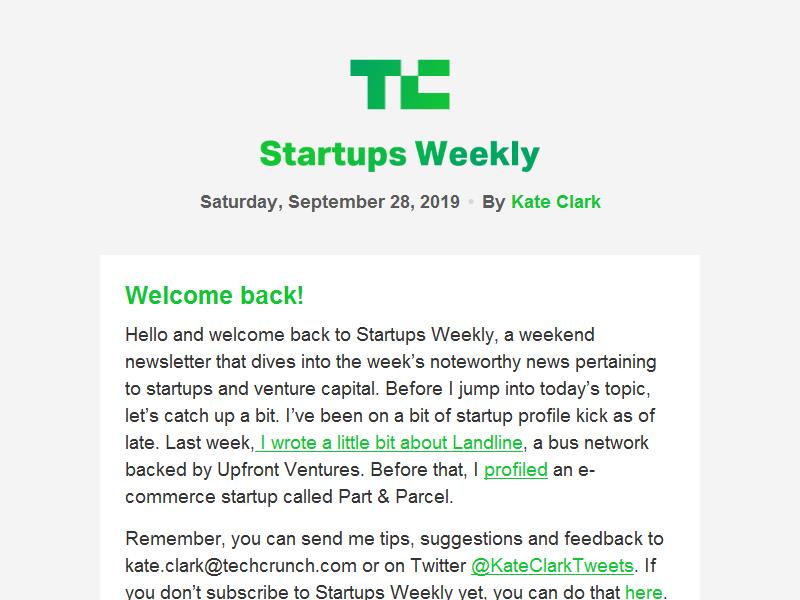 TC
Startups Weekly
Saturday, September 28, 2019 • By Kate Clark
Welcome back!
Hello and welcome back to Startups Weekly, a weekend
newsletter that dives into the week’s noteworthy news pertaining
to startups and venture capital. Before I jump into today’s topic,
let’s catch up a bit. I’ve been on a bit of startup profile kick as of
late. Last week, I wrote a little bit about Landline, a bus network
backed by Upfront Ventures. Before that, I profiled an e-
commerce startup called Part & Parcel.
Remember, you can send me tips, suggestions and feedback to
kate.clark@techcrunch.com or on Twitter @KateClarkTweets. If
you don’t subscribe to Startups Weekly yet, you can do that here.